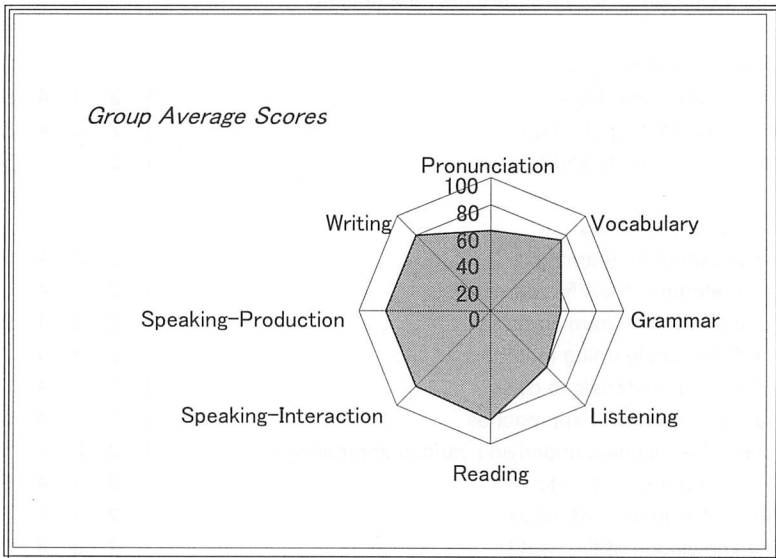 Group Average Scores
Pronunciation
100
80
60
40
20
0
Writing
Vocabulary
Speaking-Production
Grammar
Speaking-Interaction
Listening
Reading